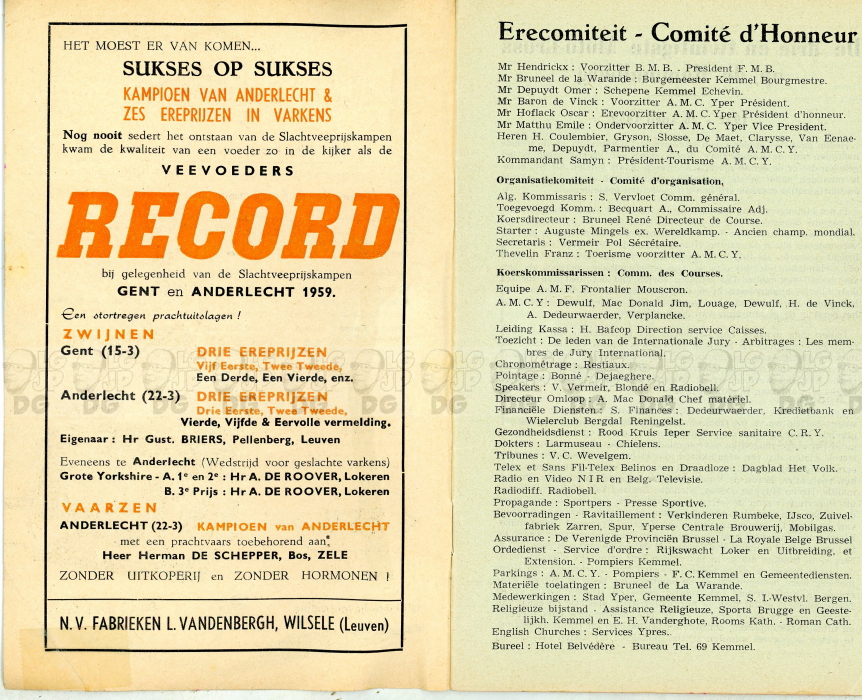 HET MOEST ER VAN KOMEN...
SUKSES OP SUKSES
KAMPIOEN VAN ANDERLECHT &
ZES EREPRIJZEN IN VARKENS
Nog nooit sedert het ontstaan van de Slachtveeprijskampen
kwam de kwaliteit van een voeder zo in de kijker als de
VEEVOEDERS
RECORD
bij gelegenheid van de Slachtveeprijskampen
GENT en ANDERLECHT 1959.
Een stortregen prachtuitslagen !
ZWIJNEN
Gent (15-3) DRIE EREPRIJZEN
Vijf Eerste, Twee Tweede,
Een Derde, Een Vierde, enz.
Anderlecht (22-3) DRIE EREPRIJZEN
Drie Eerste, Twee Tweede,
Vierde, Vijfde & Eervolle vermelding.
Eigenaar : Hr Gust. BRIERS, Pellenberg, Leuven
Eveneens te Anderlecht (Wedstrijd voor geslachte varkens)
Grote Yorkshire - A. 1e en 2e : Hr A. DE ROOVER, Lokeren
B. 3e Prijs : Hr A. DE ROOVER, Lokeren
VAARZEN
ANDERLECHT (22-3) KAMPIOEN van ANDERLECHT
met een prachtvaars toebehorend aan
Heer Herman DE SCHEPPER, Bos, ZELE
ZONDER UITKOPERIJ en ZONDER HORMONEN !
N.V. FABRIEKEN L. VANDENBERGH, WILSELE (Leuven)
Erecomiteit - Comité d'Honneur
Mr Hendrickx : Voorzitter B. M. B. - President F. M. B.
Mr Bruneel de la Warande : Burgemeester Kemmel Bourgmestre.
Mr Depuydt Omer : Schepene Kemmel Echevin.
Mr Baron de Vinck : Voorzitter A. M. C. Yper Président.
Mr Hoflack Oscar : Erevoorzitter A. M. C. Yper Président d'honneur.
Mr Matthu Emile : Ondervoorzitter A. M. C. Yper Vice President.
Heren H. Coulembier, Gryson, Slosse, De Maet, Clarysse, Van Eenae-
me, Depuydt, Parmentier A., du Comité A. M. C. Y.
Kommandant Samyn : Président-Tourisme A. M. C. Y.
Organisatiekomiteit - Comité d'organisation,
Alg. Kommissaris : S. Vervloet Comm. général.
Toegevoegd Komm. : Becquart A., Commissaire Adj.
Koersdirecteur : Bruneel René Directeur de Course.
Starter : Auguste Mingels ex. Wereldkamp. - Ancien champ. mondial.
Secretaris : Vermeir Pol Sécrétaire.
Thevelin Franz : Toerisme voorzitter A. M. C. Y.
Koerskommissarissen : Comm. des Courses.
Equipe A. M. F. Frontalier Mouscron.
A. M. C. Y : Dewulf, Mac Donald Jim, Louage, Dewulf, H. de Vinck,
A. Dedeurwaerder, Verplancke.
Leiding Kassa : H. Bafcop Direction service Caisses.
Toezicht : De leden van de Internationale Jury - Arbitrages : Les mem-
bres de Jury International.
Chronométrage : Restiaux.
Pointage : Bonné - Dejaeghere.
Speakers : V. Vermeir, Blondé en Radiobell.
Directeur Omloop : A. Mac Donald Chef matériel.
Financiële Diensten : S. Finances : Dedeurwaerder, Kredietbank en
Wielerclub Bergdal Reningelst.
Gezondheidsdienst : Rood Kruis Ieper Service sanitaire C. R. Y.
Dokters : Larmuseau - Chielens.
Tribunes : V. C. Wevelgem.
Telex et Sans Fil-Telex Belinos en Draadloze : Dagblad Het Volk.
Radio en Video N I R en Belg. Televisie.
Radiodiff. Radiobell.
Propagande : Sportpers - Presse Sportive.
Bevoorradingen - Ravitaillement : Verkinderen Rumbeke, IJsco, Zuivel-
fabriek Zarren, Spur, Yperse Centrale Brouwerij, Mobilgas.
Assurance : De Verenigde Provinciën Brussel - La Royale Belge Brussel
Ordedienst - Service d'ordre : Rijkswacht Loker en Uitbreiding, et
Extension. - Pompiers Kemmel.
Parkings : A. M. C. Y. - Pompiers - F. C. Kemmel en Gemeentediensten.
Materiële toelatingen : Bruneel de La Warande.
Medewerkingen : Stad Yper, Gemeente Kemmel, S. I.-Westvl. Bergen.
Religieuze bijstand - Assistance Religieuze, Sporta Brugge en Geeste-
lijkh. Kemmel en E. H. Vanderghote, Rooms Kath. - Roman Cath.
English Churches : Services Ypres..
Bureel : Hotel Belvédère - Bureau Tel. 69 Kemmel.